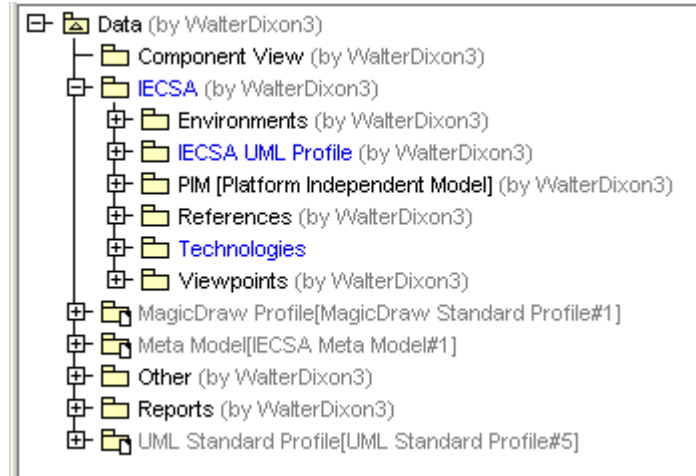 Data (by WalterDixon3)
Component View (by WalterDixon3)
IECSA (by WalterDixon3)
Environments (by WalterDixon3)
IECSA UML Profile (by WalterDixon3)
PIM [Platform Independent Model] (by WalterDixon3)
References (by WalterDixon3)
Technologies
Viewpoints (by WalterDixon3)
MagicDraw Profile[MagicDraw Standard Profile#1]
Meta Model[IECSA Meta Model#1]
Other (by WalterDixon3)
Reports (by WalterDixon3)
UML Standard Profile[UML Standard Profile#5]